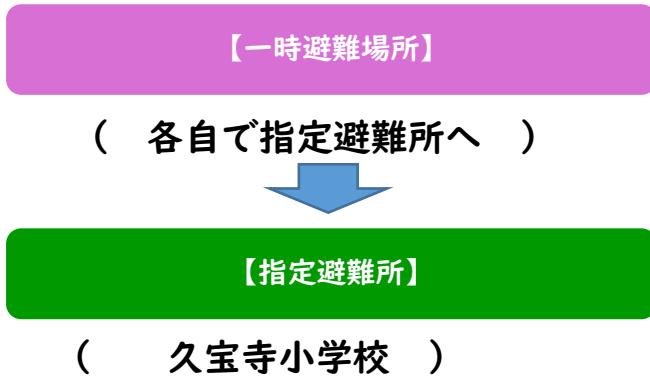 【一時避難場所】
（　各自で指定避難所へ　）
【指定避難所】
（　　久宝寺小学校　）